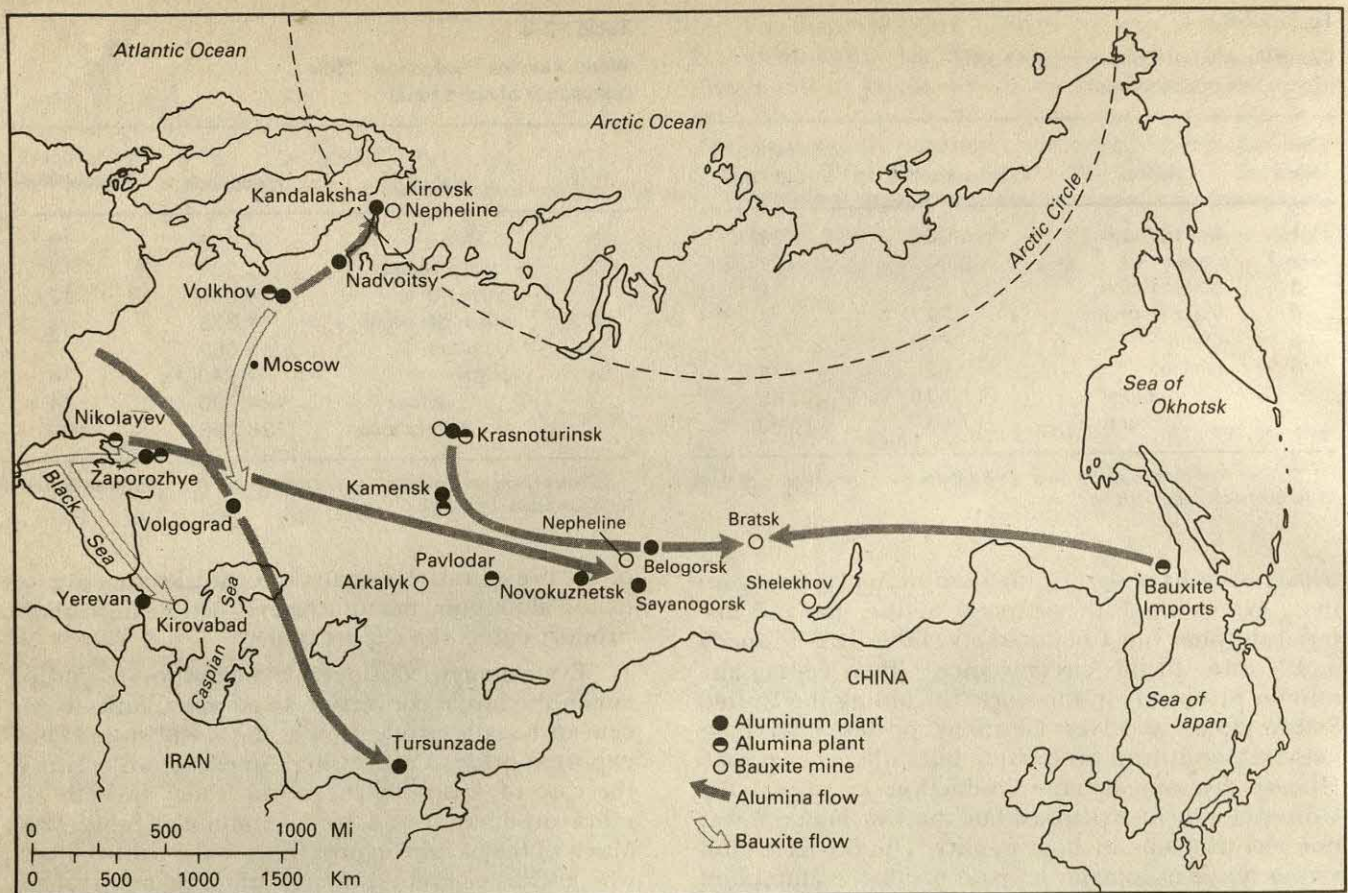 Atlantic Ocean
Arctic Ocean
Arctic Circle
Kandalaksha
Kirovsk
Nepheline
Nadvoitsy
Volkhov
Moscow
Sea of
Okhotsk
Nikolayev
Krasnoturinsk
Zaporozhye
Kamensk
Black
Sea
Volgograd
Nepheline
Bratsk
Pavlodar
Belogorsk
Arkalyk
Novokuznetsk
Sayanogorsk
Shelekhov
Bauxite
Imports
Yerevan
Kirovabad
Caspian
Sea
CHINA
Sea of
Japan
IRAN
Tursunzade
Aluminum plant
Alumina plant
Bauxite mine
Alumina flow
Bauxite flow
0 500 1000 Mi
0 500 1000 1500 Km